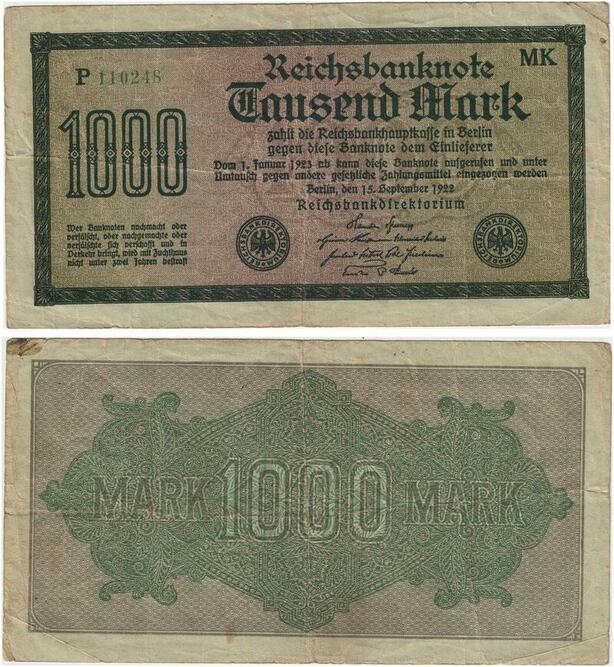 P 110248
Reichsbanknote
MK
Tausend Mark
1000
zahlt die Reichsbankhauptkasse in Berlin
gegen diese Banknote dem Einlieferer
Vom 1. Januar 1923 ab kann diese Banknote aufgerufen und unter
Umtausch gegen andere gesetzliche Zahlungsmittel eingezogen werden
Berlin, den 15. September 1922
Reichsbankdirektorium
Wer Banknoten nachmacht oder
verfälscht, oder nachgemachte oder
verfälschte sich verschafft und in
Verkehr bringt, wird mit Zuchthaus
nicht unter zwei Jahren bestraft
MARK 1000 MARK